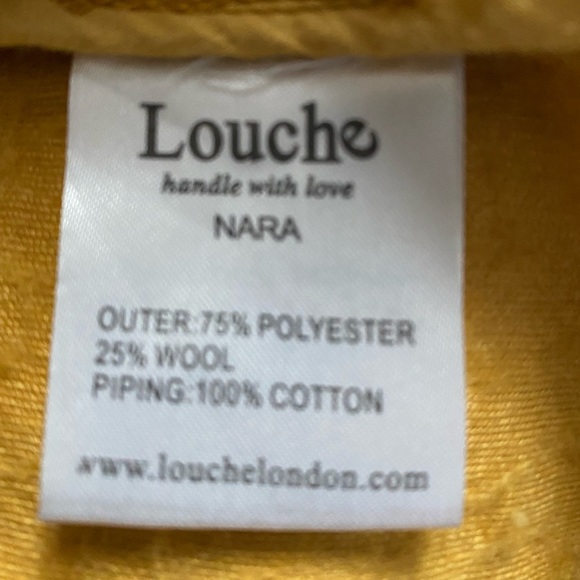 Louche
handle with love
NARA
OUTER:75% POLYESTER
25% WOOL
PIPING:100% COTTON
www.louchelondon.com